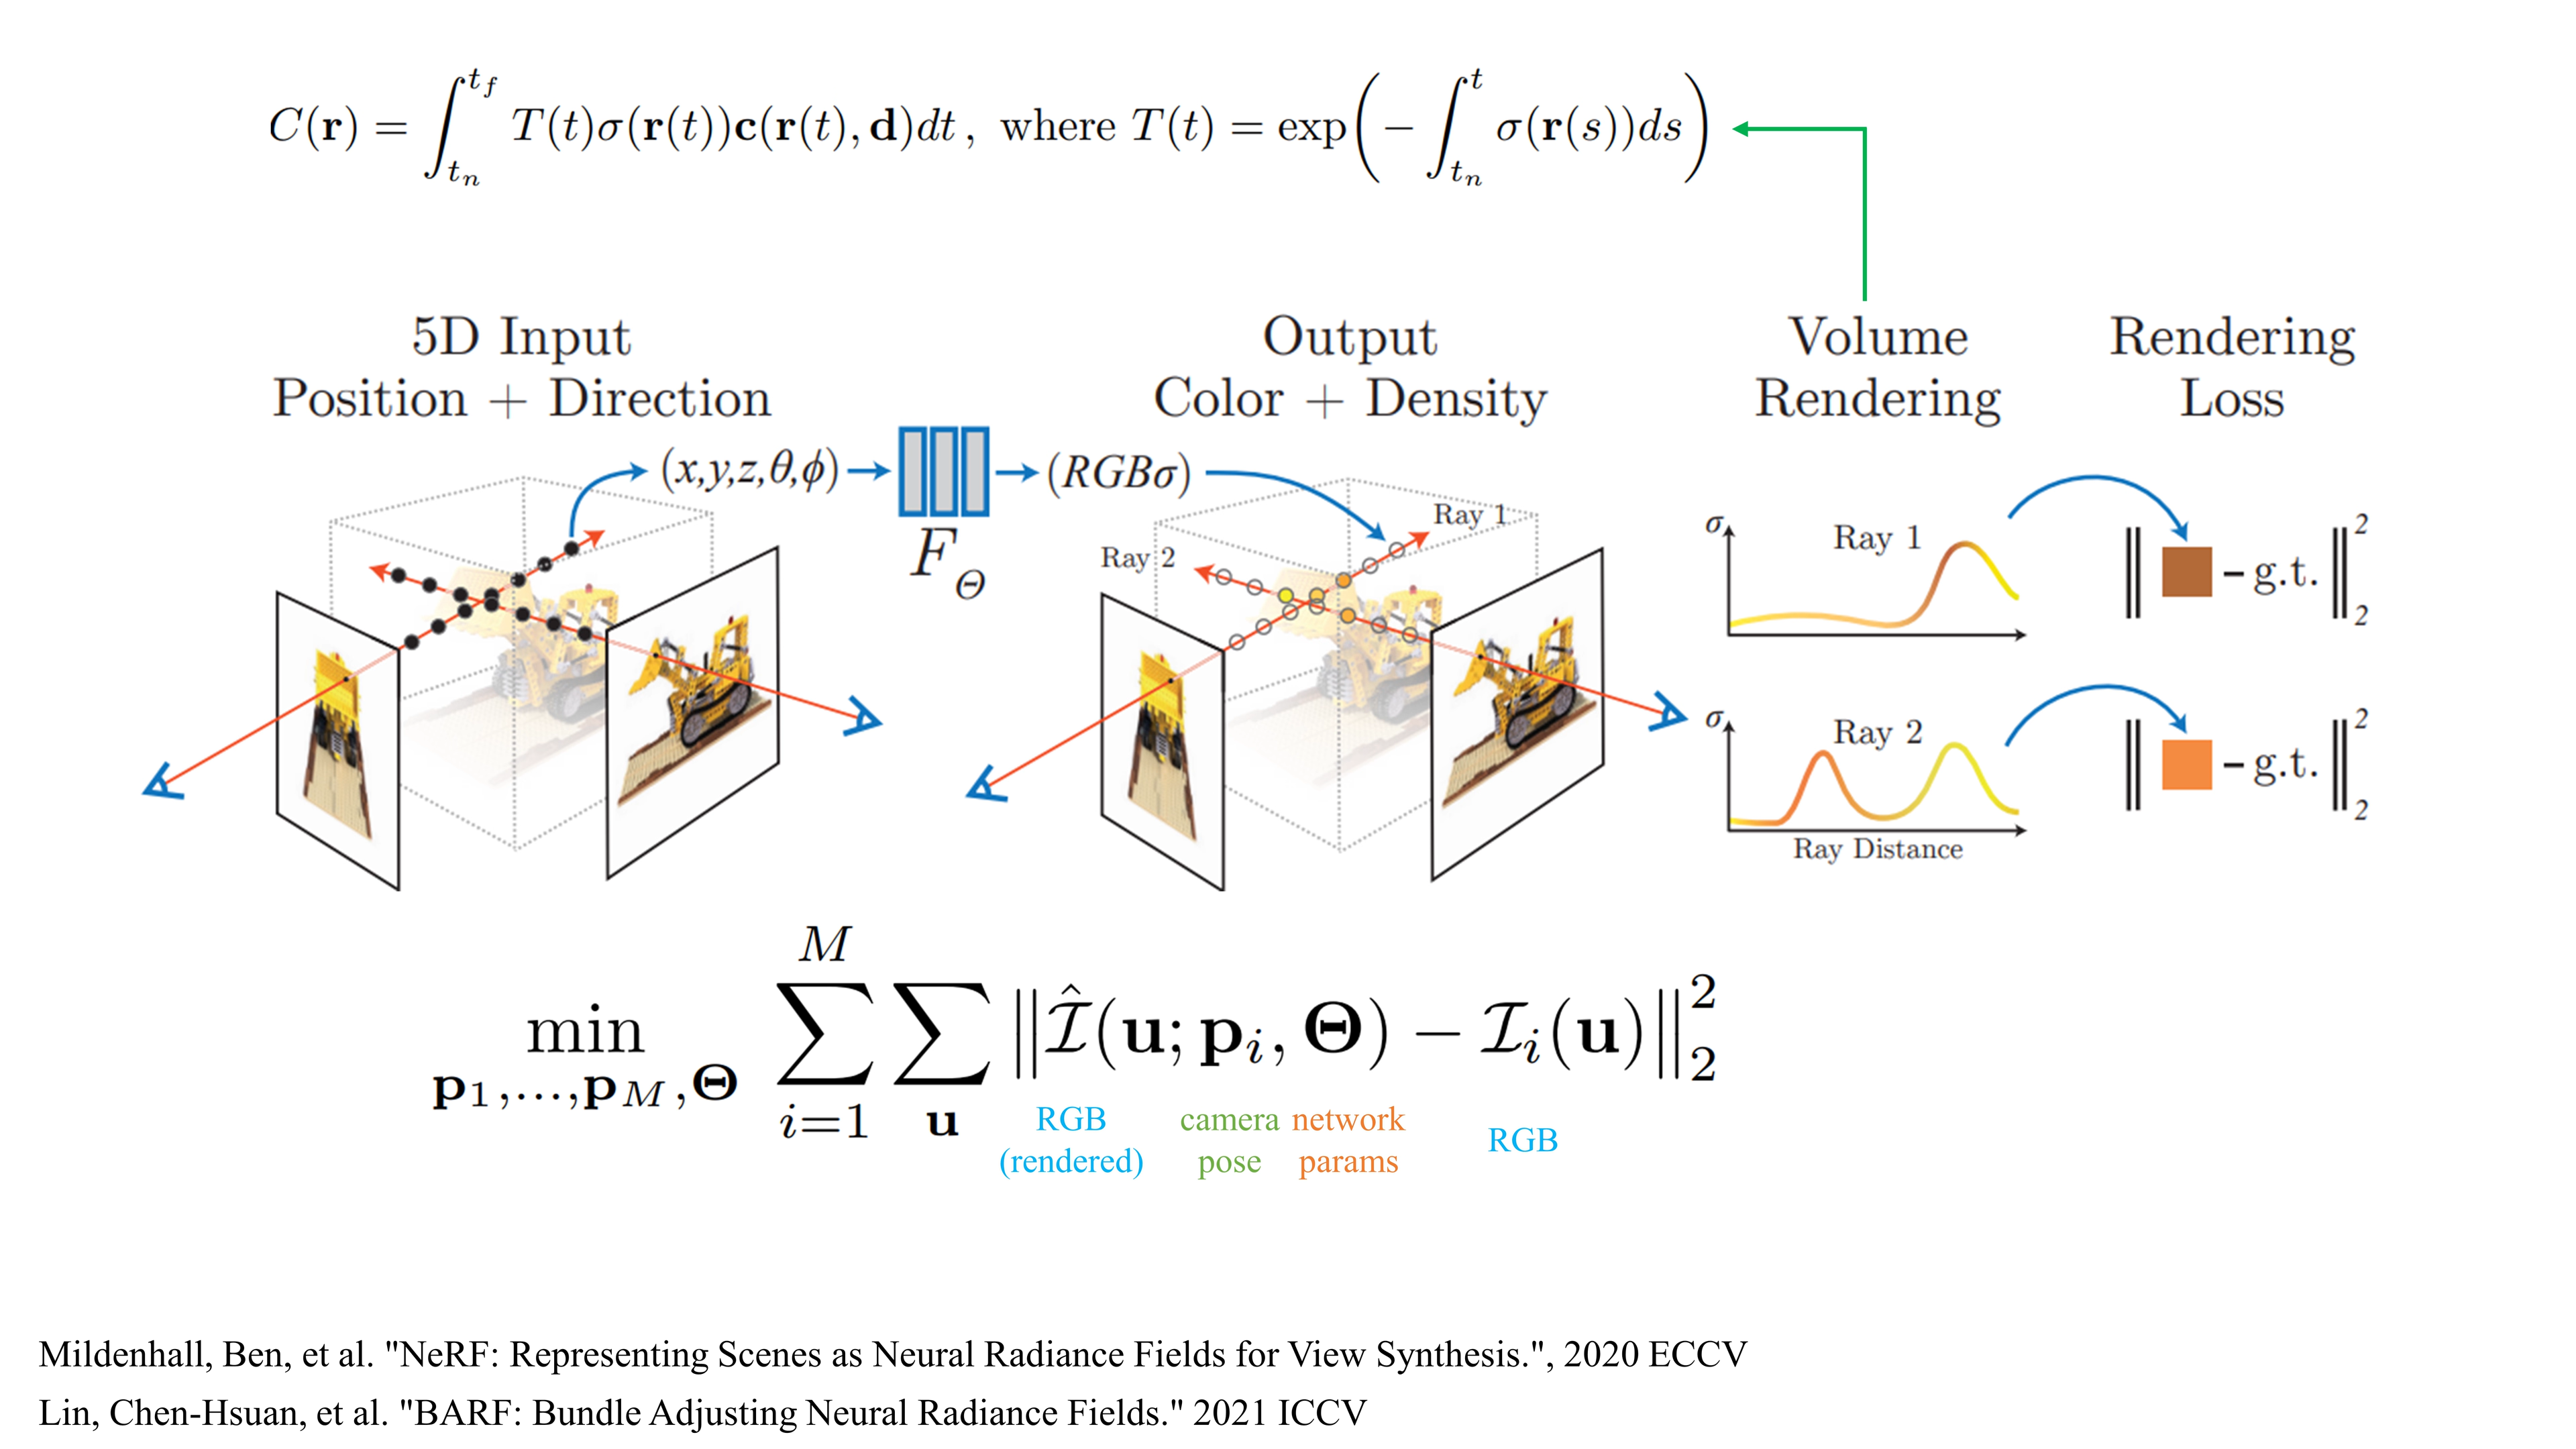 C(r) = ∫_{t_n}^{t_f} T(t)σ(r(t))c(r(t), d)dt , where T(t) = exp(− ∫_{t_n}^{t} σ(r(s))ds)
5D Input
Position + Direction
Output
Color + Density
Volume
Rendering
Rendering
Loss
(x,y,z,θ,ϕ)
F_Θ
(RGBσ)
Ray 1
Ray 2
σ
Ray 1
‖ − g.t. ‖²₂
σ
Ray 2
Ray Distance
‖ − g.t. ‖²₂
min_{p_1,...,p_M,Θ} ∑_{i=1}^{M} ∑_{u} ‖Î(u; p_i, Θ) − I_i(u)‖²₂
RGB
(rendered)
camera
pose
network
params
RGB
Mildenhall, Ben, et al. "NeRF: Representing Scenes as Neural Radiance Fields for View Synthesis.", 2020 ECCV
Lin, Chen-Hsuan, et al. "BARF: Bundle Adjusting Neural Radiance Fields." 2021 ICCV